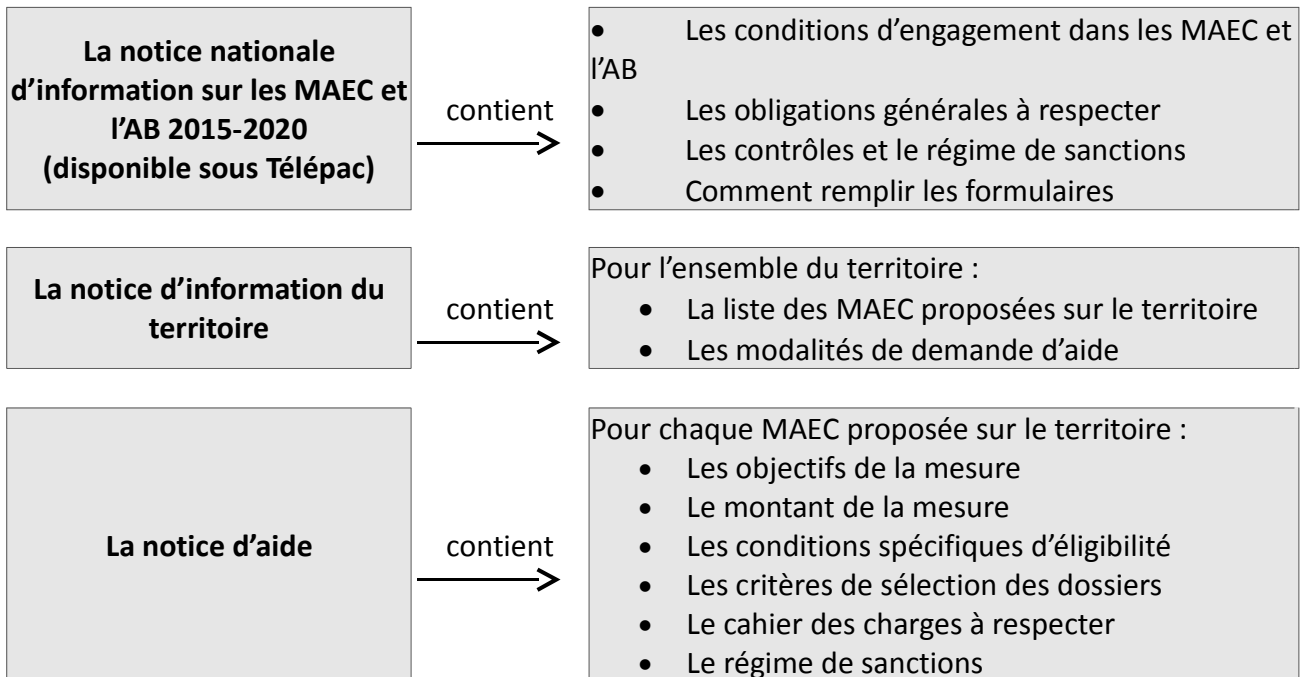 La notice nationale
d’information sur les MAEC et
l’AB 2015-2020
(disponible sous Télépac)
contient
• Les conditions d’engagement dans les MAEC et
l’AB
• Les obligations générales à respecter
• Les contrôles et le régime de sanctions
• Comment remplir les formulaires
La notice d’information du
territoire
contient
Pour l’ensemble du territoire :
• La liste des MAEC proposées sur le territoire
• Les modalités de demande d’aide
La notice d’aide
contient
Pour chaque MAEC proposée sur le territoire :
• Les objectifs de la mesure
• Le montant de la mesure
• Les conditions spécifiques d’éligibilité
• Les critères de sélection des dossiers
• Le cahier des charges à respecter
• Le régime de sanctions